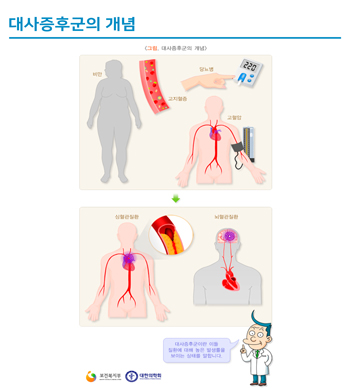 대사증후군의 개념
<그림. 대사증후군의 개념>
비만
당뇨병
220
고지혈증
고혈압
심혈관질환
뇌혈관질환
대사증후군이란 이들
질환에 대해 높은 발생률을
보이는 상태를 말합니다.
보건복지부
대한의학회